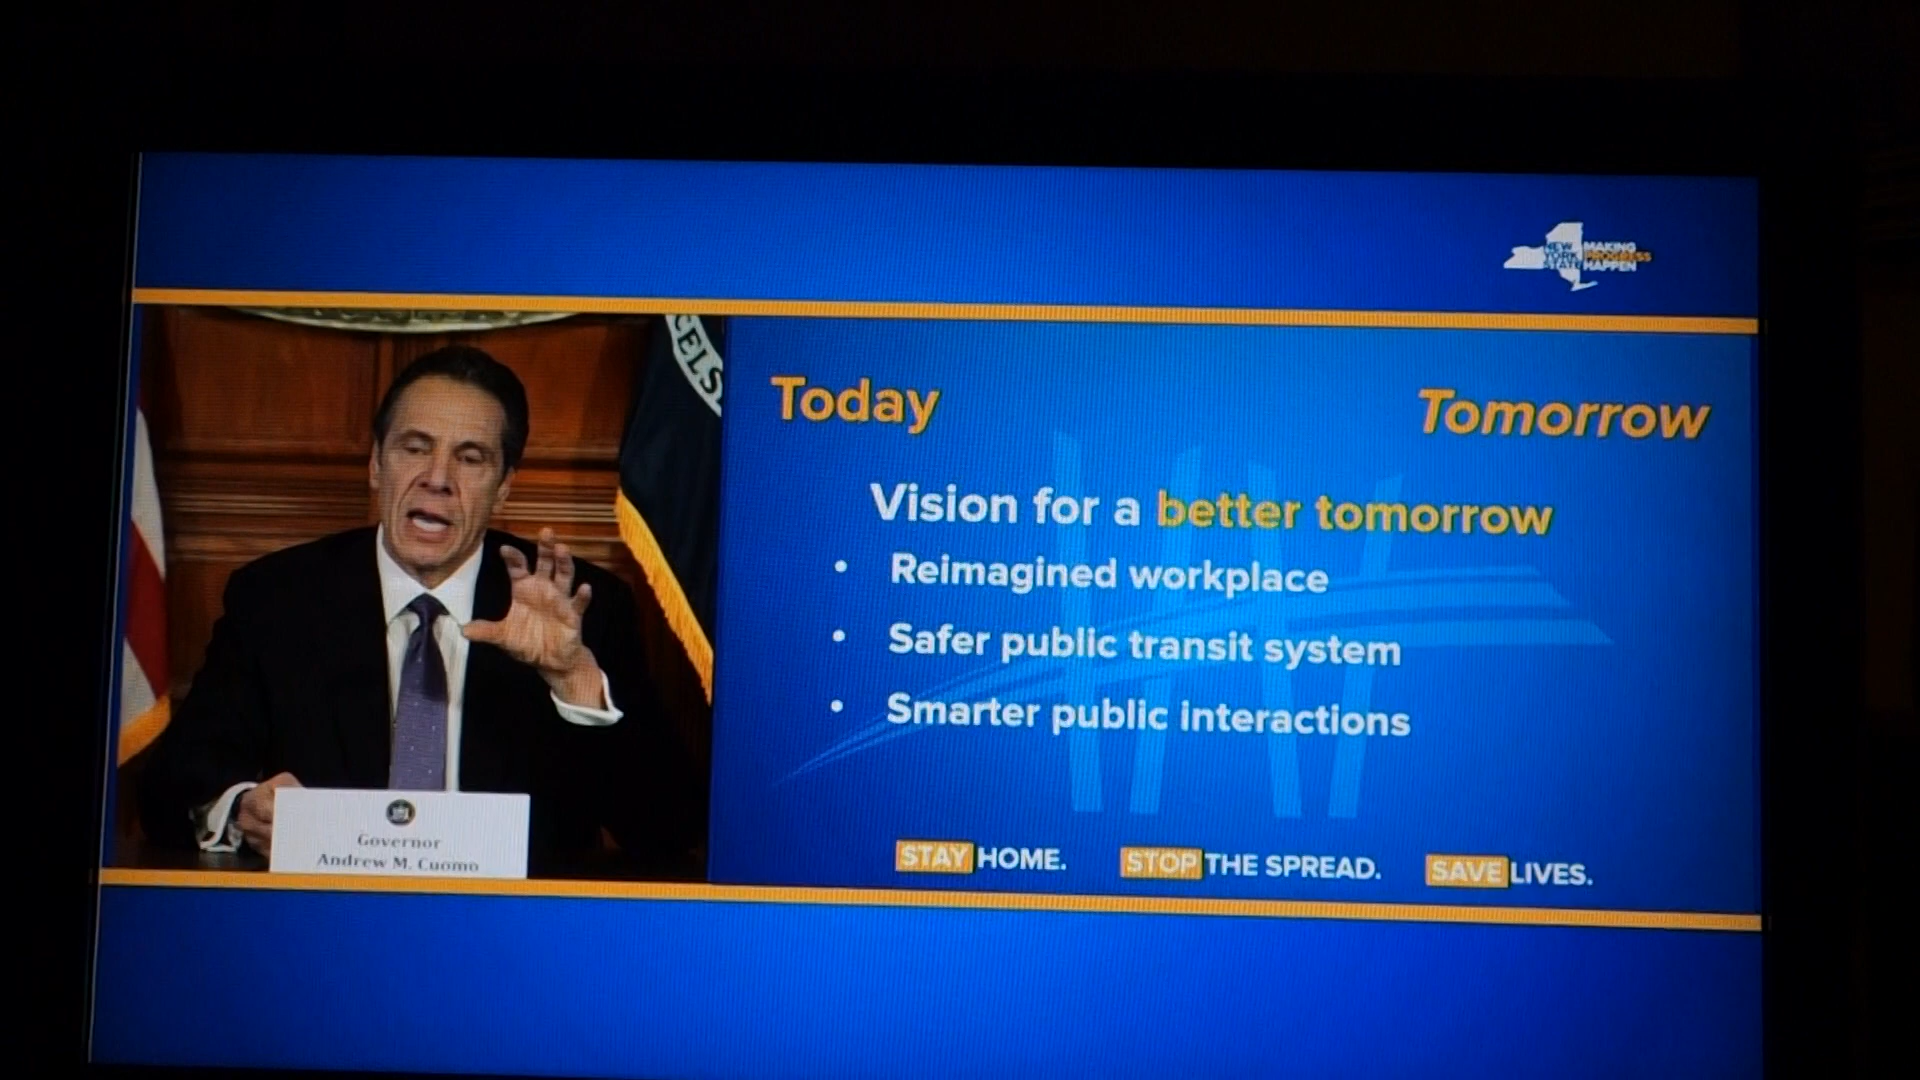 NEW YORK STATE
MAKING PROGRESS HAPPEN
CELS
Today
Tomorrow
Vision for a better tomorrow
• Reimagined workplace
• Safer public transit system
• Smarter public interactions
Governor
Andrew M. Cuomo
STAY HOME. STOP THE SPREAD. SAVE LIVES.